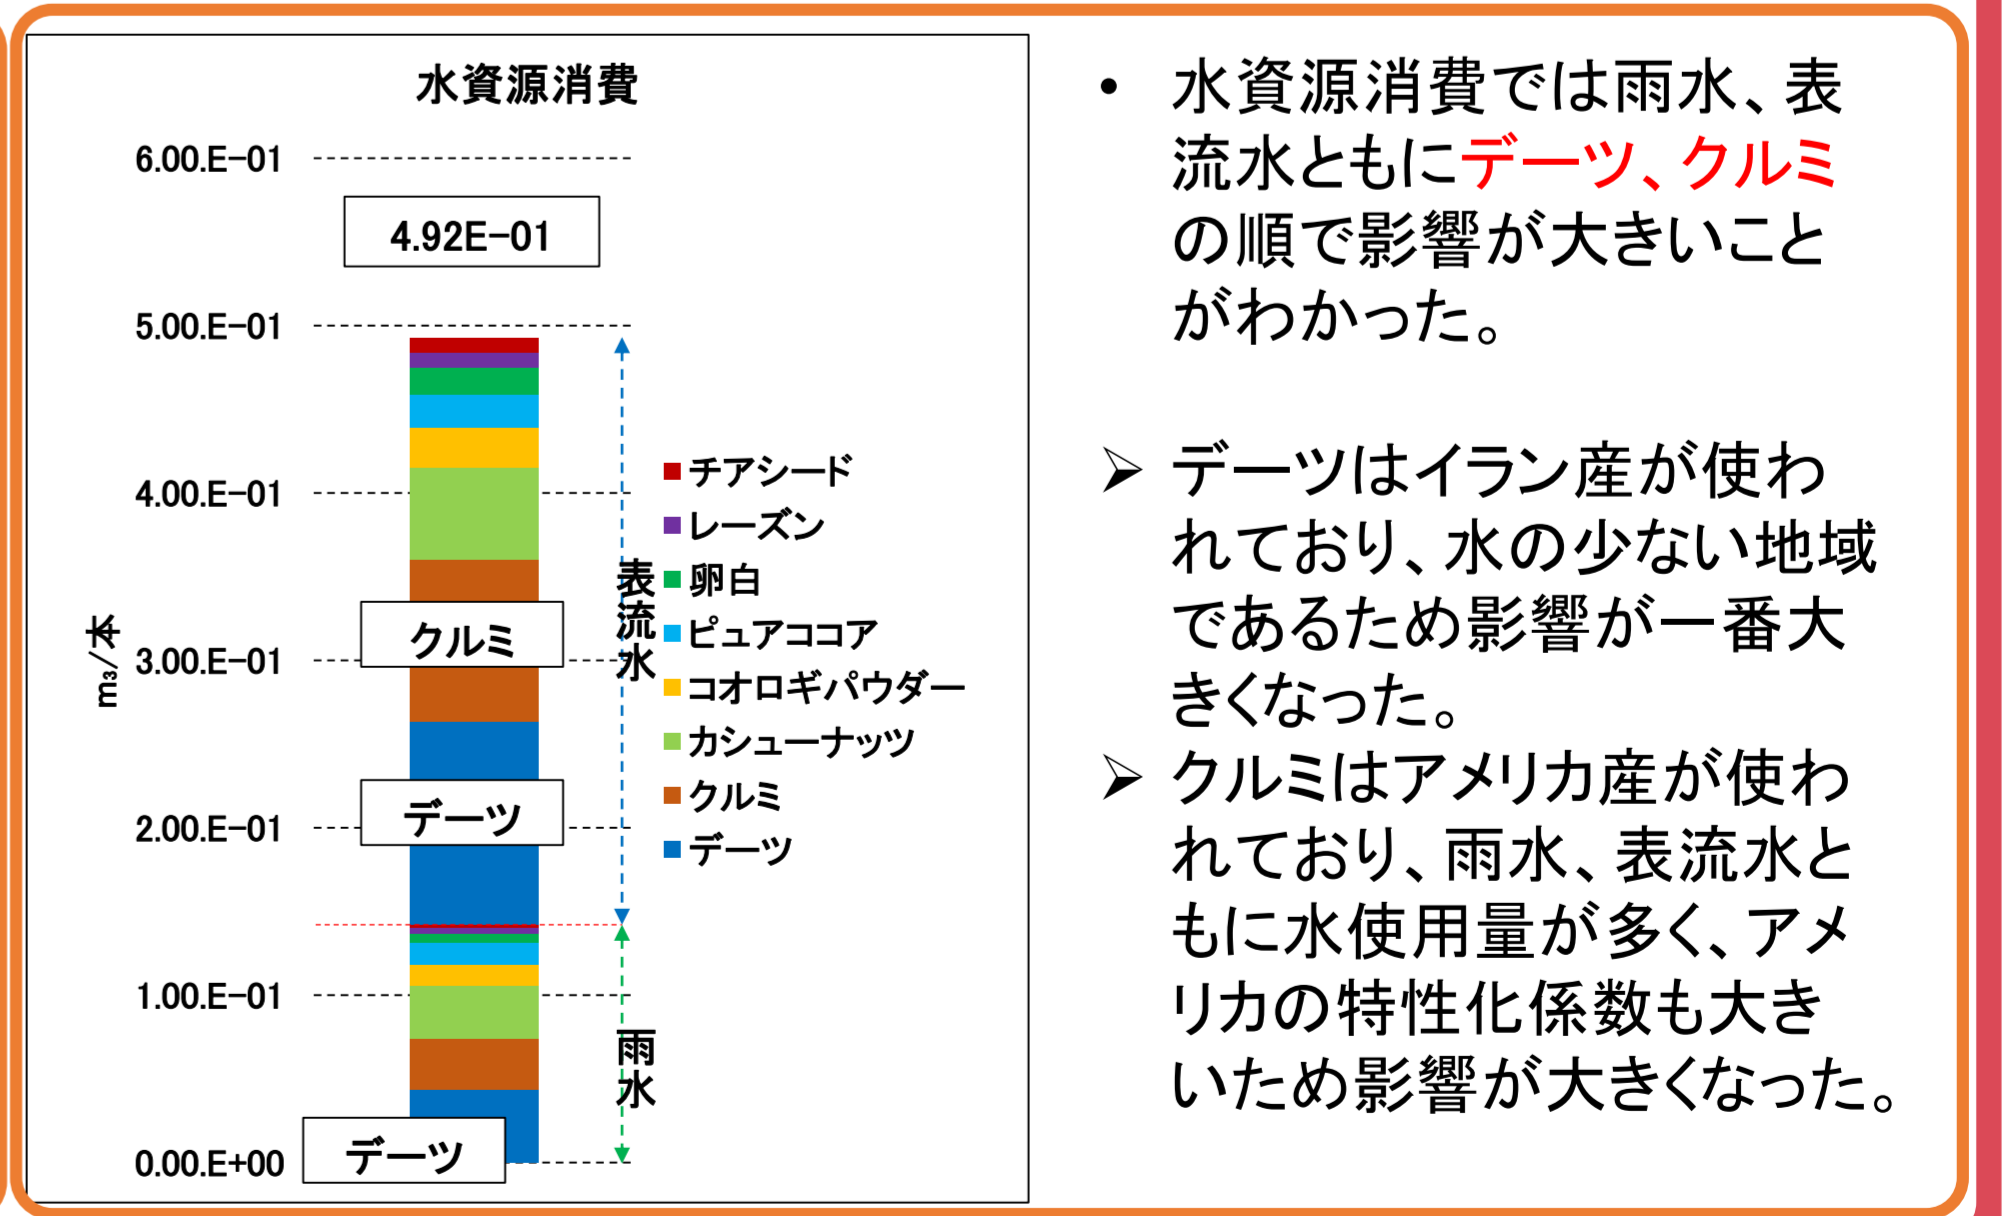 水資源消費
6.00.E−01
4.92E−01
5.00.E−01
4.00.E−01
3.00.E−01
2.00.E−01
1.00.E−01
0.00.E+00
m3/本
クルミ
デーツ
デーツ
表流水
雨水
チアシード
レーズン
卵白
ピュアココア
コオロギパウダー
カシューナッツ
クルミ
デーツ
• 水資源消費では雨水、表
流水ともにデーツ、クルミ
の順で影響が大きいこと
がわかった。
➢ デーツはイラン産が使わ
れており、水の少ない地域
であるため影響が一番大
きくなった。
➢ クルミはアメリカ産が使わ
れており、雨水、表流水と
もに水使用量が多く、アメ
リカの特性化係数も大き
いため影響が大きくなった。